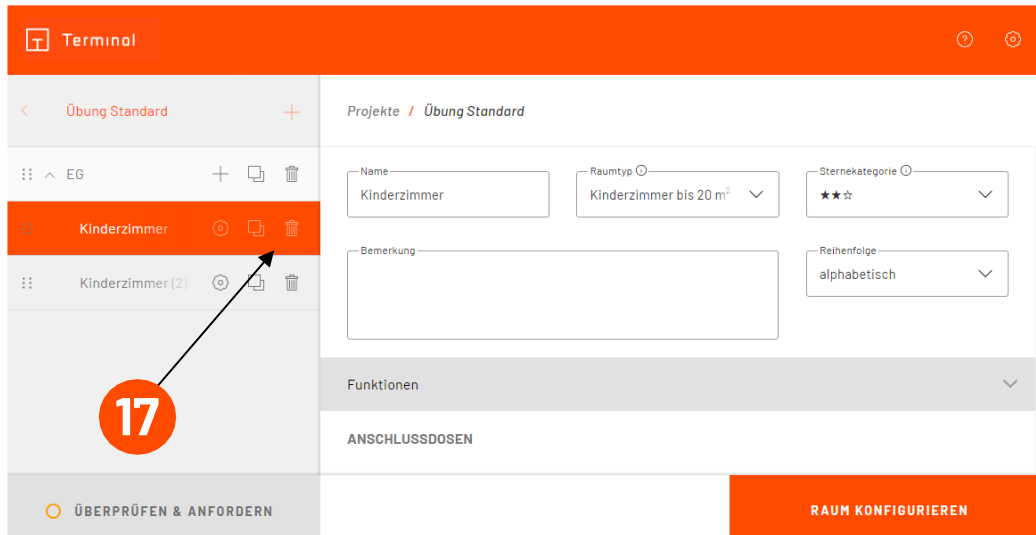 Terminal
Übung Standard
Projekte / Übung Standard
EG
Name
Kinderzimmer
Raumtyp
Kinderzimmer bis 20 m²
Sternekategorie
★★☆
Kinderzimmer
Kinderzimmer (2)
Bemerkung
Reihenfolge
alphabetisch
Funktionen
17
ANSCHLUSSDOSEN
ÜBERPRÜFEN & ANFORDERN
RAUM KONFIGURIEREN